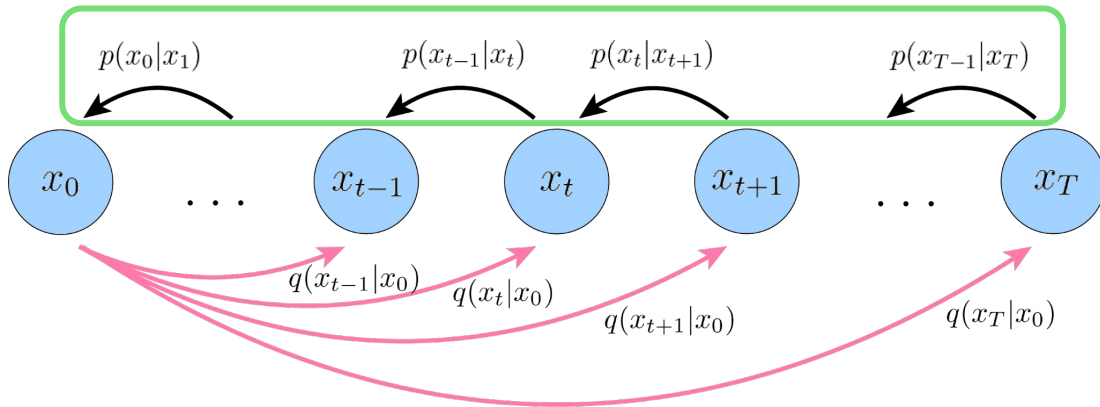 p(x_0|x_1)
p(x_{t-1}|x_t)
p(x_t|x_{t+1})
p(x_{T-1}|x_T)
x_0
. . .
x_{t-1}
x_t
x_{t+1}
. . .
x_T
q(x_{t-1}|x_0)
q(x_t|x_0)
q(x_{t+1}|x_0)
q(x_T|x_0)